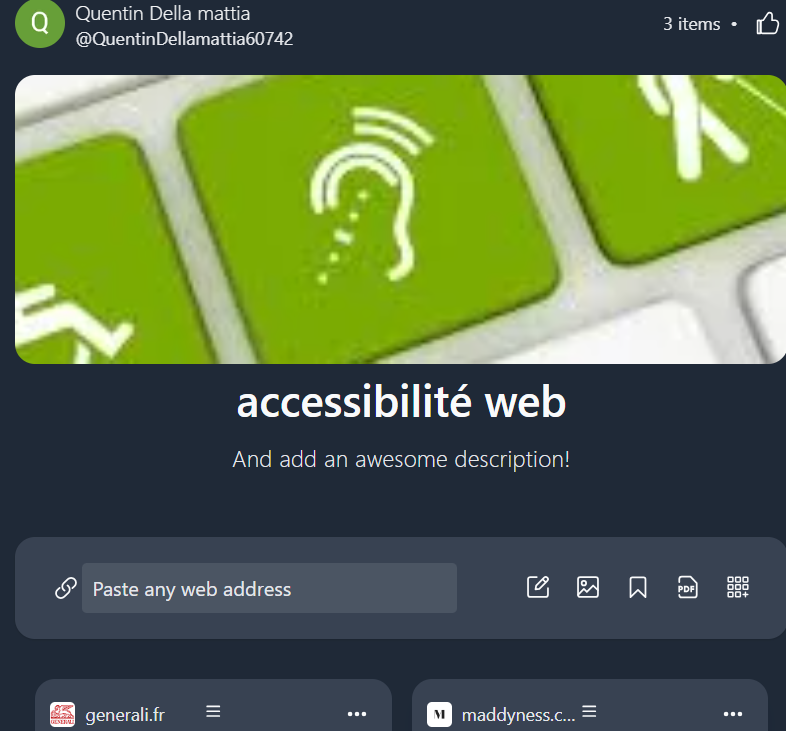 Q
Quentin Della mattia
@QuentinDellamattia60742
3 items •
accessibilité web
And add an awesome description!
Paste any web address
PDF
GENERALI
generali.fr
M
maddyness.c...